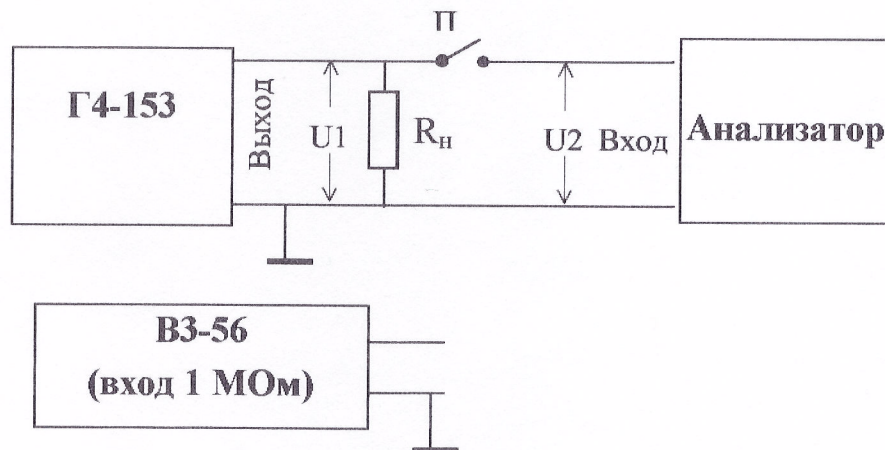 П
Г4-153
Выход
U1
Rн
U2
Вход
Анализатор
В3-56
(вход 1 МОм)